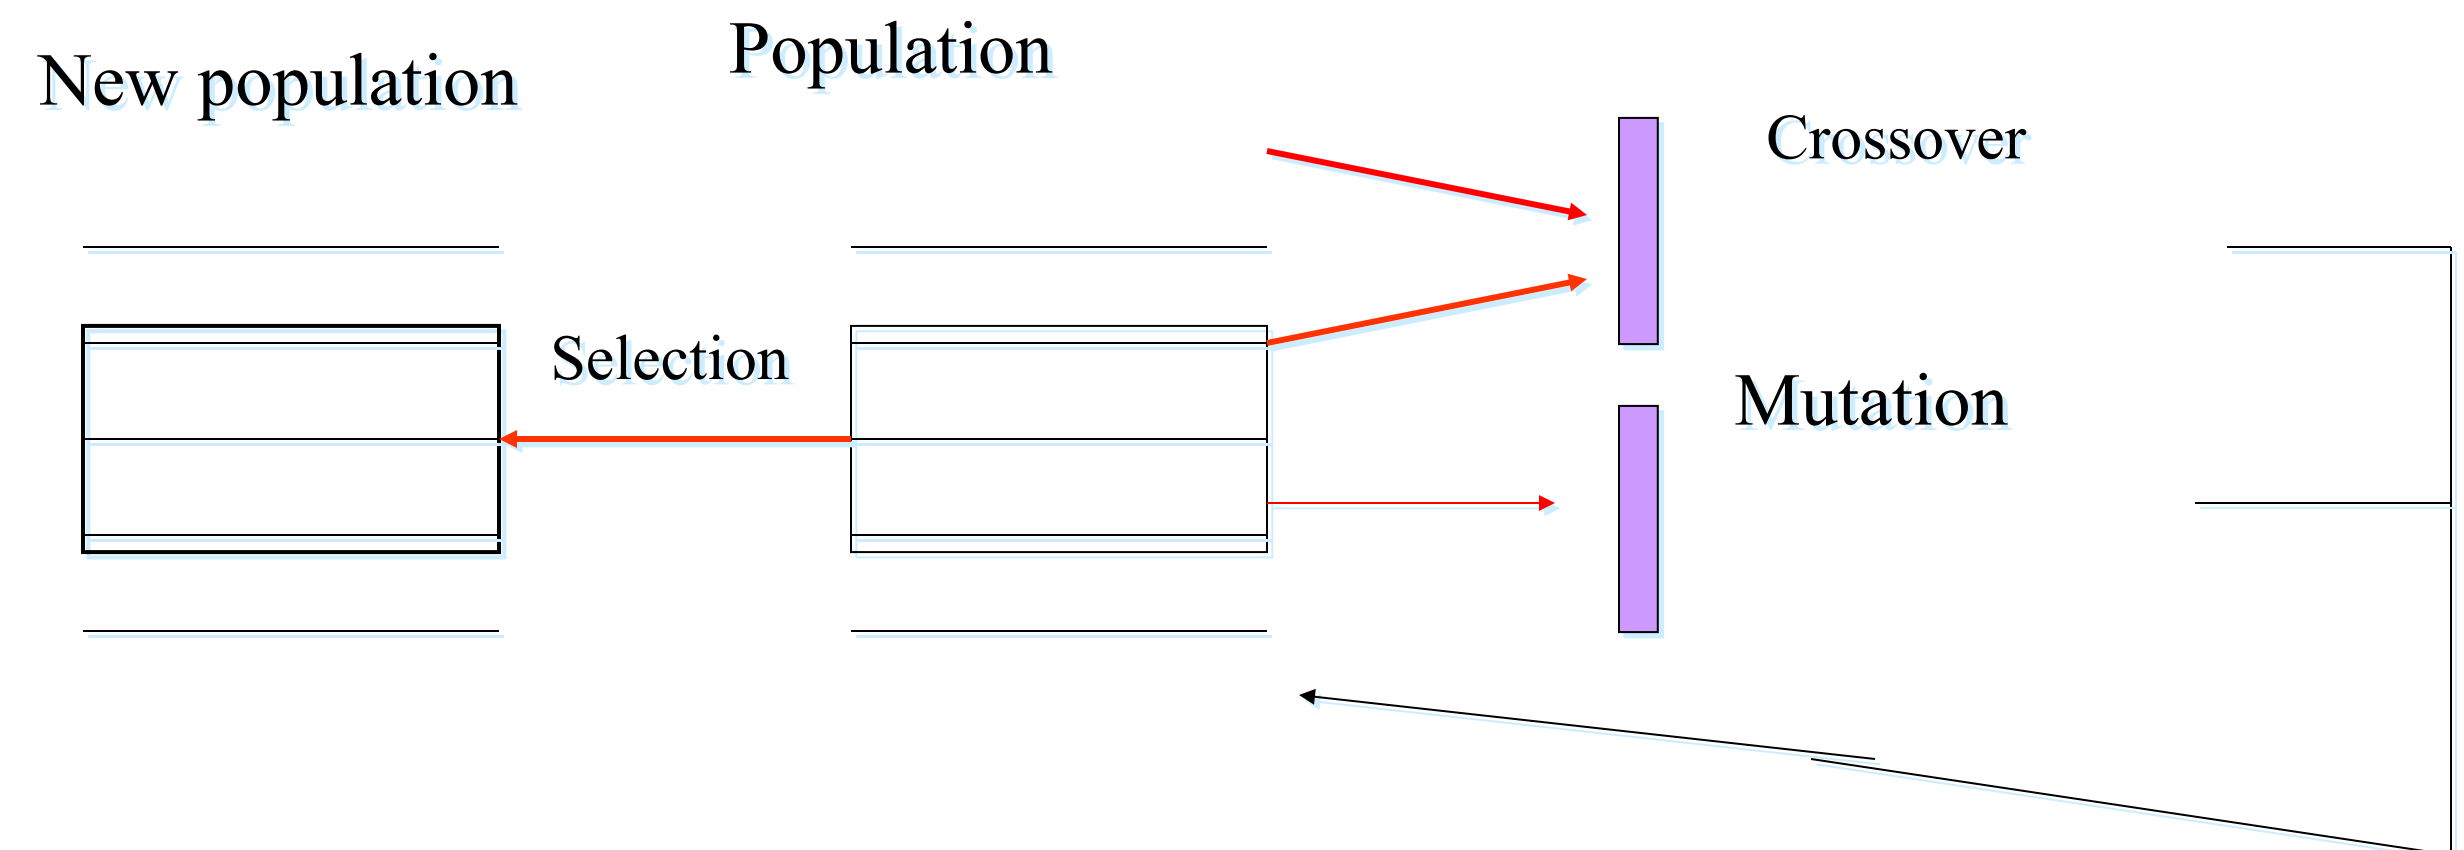 New population
Population
Crossover
Selection
Mutation